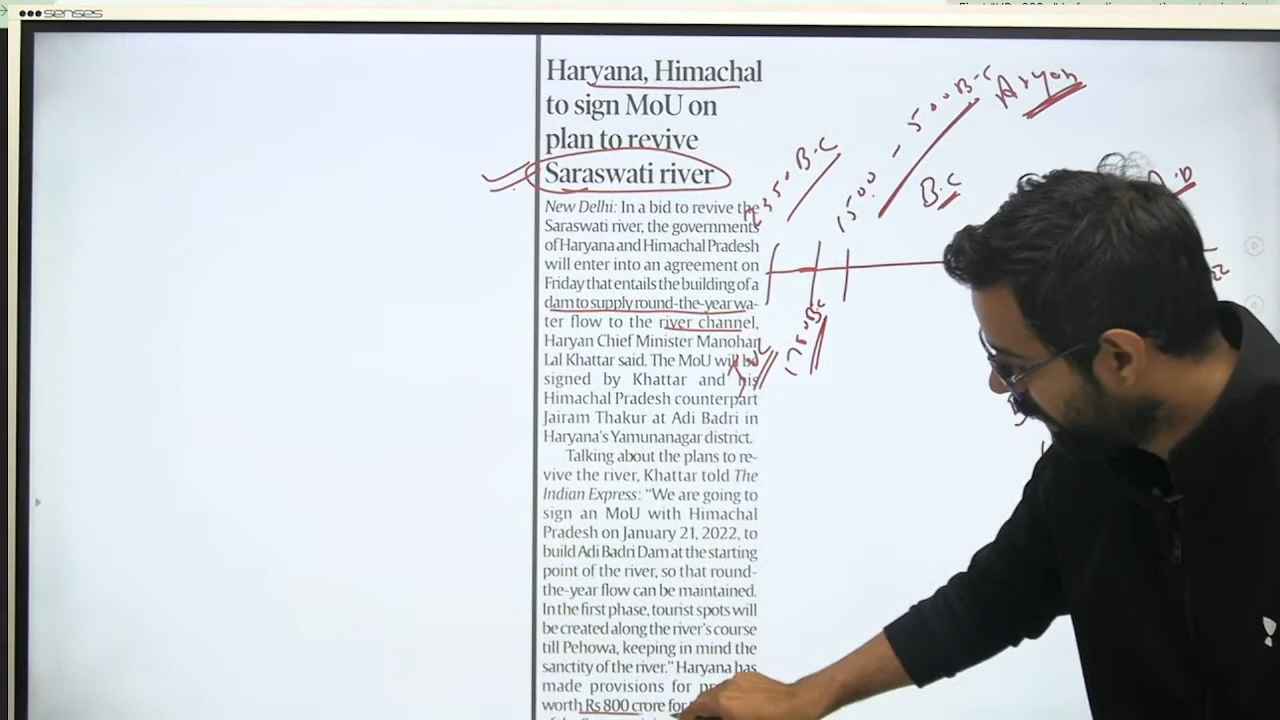 senses
Haryana, Himachal
to sign MoU on
plan to revive
Saraswati river
New Delhi: In a bid to revive the
Saraswati river, the governments
of Haryana and Himachal Pradesh
will enter into an agreement on
Friday that entails the building of a
dam to supply round-the-year wa-
ter flow to the river channel,
Haryan Chief Minister Manohar
Lal Khattar said. The MoU will be
signed by Khattar and his
Himachal Pradesh counterpart
Jairam Thakur at Adi Badri in
Haryana's Yamunanagar district.
Talking about the plans to re-
vive the river, Khattar told The
Indian Express: “We are going to
sign an MoU with Himachal
Pradesh on January 21, 2022, to
build Adi Badri Dam at the starting
point of the river, so that round-
the-year flow can be maintained.
In the first phase, tourist spots will
be created along the river's course
till Pehowa, keeping in mind the
sanctity of the river.” Haryana has
made provisions for
worth Rs 800 crore for
2350 B.C
1500 - 500 B.C
Aryan
B.C
A.D
1750 BC